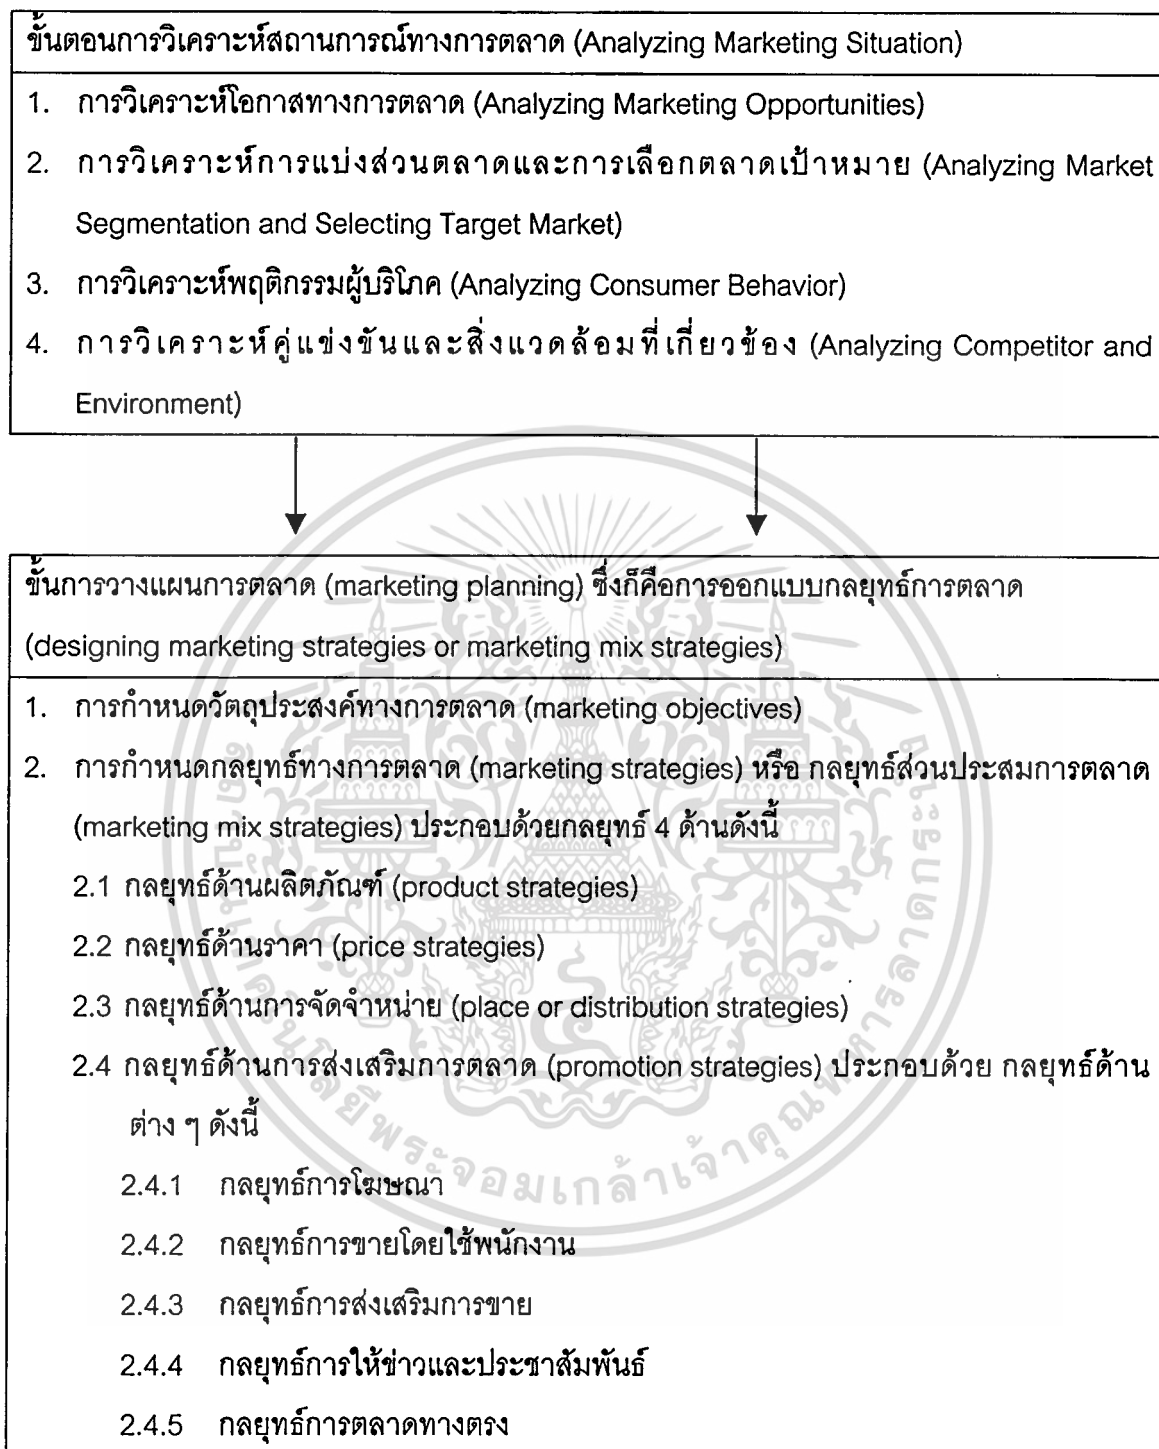 ขั้นตอนการวิเคราะห์สถานการณ์ทางการตลาด (Analyzing Marketing Situation)
1. การวิเคราะห์โอกาสทางการตลาด (Analyzing Marketing Opportunities)
2. การวิเคราะห์การแบ่งส่วนตลาดและการเลือกตลาดเป้าหมาย (Analyzing Market
Segmentation and Selecting Target Market)
3. การวิเคราะห์พฤติกรรมผู้บริโภค (Analyzing Consumer Behavior)
4. การวิเคราะห์คู่แข่งขันและสิ่งแวดล้อมที่เกี่ยวข้อง (Analyzing Competitor and
Environment)
ขั้นการวางแผนการตลาด (marketing planning) ซึ่งก็คือการออกแบบกลยุทธ์การตลาด
(designing marketing strategies or marketing mix strategies)
1. การกำหนดวัตถุประสงค์ทางการตลาด (marketing objectives)
2. การกำหนดกลยุทธ์ทางการตลาด (marketing strategies) หรือ กลยุทธ์ส่วนประสมการตลาด
(marketing mix strategies) ประกอบด้วยกลยุทธ์ 4 ด้านดังนี้
2.1 กลยุทธ์ด้านผลิตภัณฑ์ (product strategies)
2.2 กลยุทธ์ด้านราคา (price strategies)
2.3 กลยุทธ์ด้านการจัดจำหน่าย (place or distribution strategies)
2.4 กลยุทธ์ด้านการส่งเสริมการตลาด (promotion strategies) ประกอบด้วย กลยุทธ์ด้าน
ต่าง ๆ ดังนี้
2.4.1 กลยุทธ์การโฆษณา
2.4.2 กลยุทธ์การขายโดยใช้พนักงาน
2.4.3 กลยุทธ์การส่งเสริมการขาย
2.4.4 กลยุทธ์การให้ข่าวและประชาสัมพันธ์
2.4.5 กลยุทธ์การตลาดทางตรง